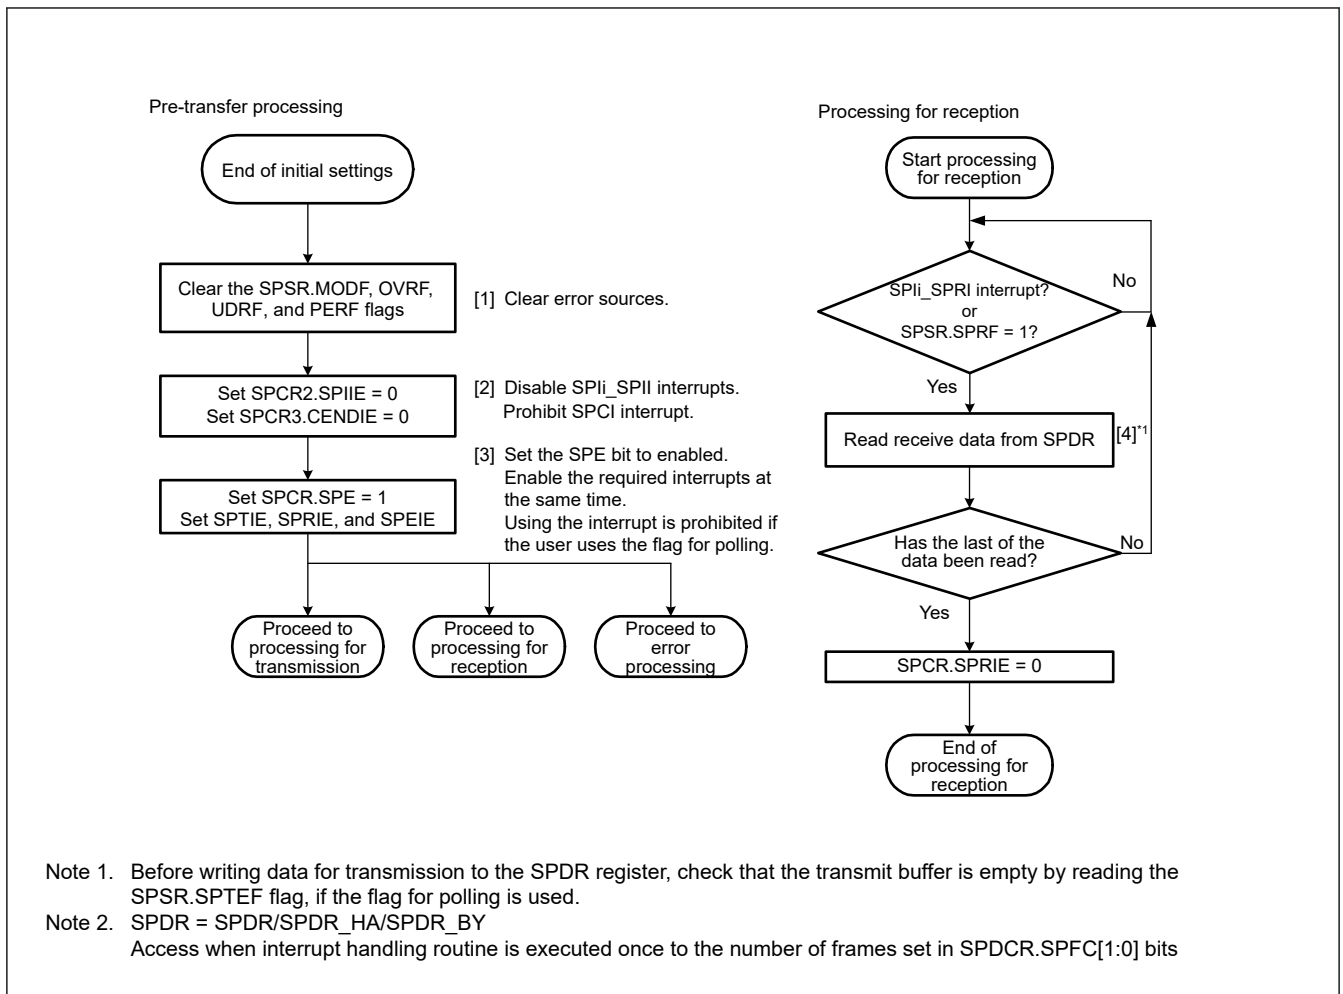 Pre-transfer processing
End of initial settings
Clear the SPSR.MODF, OVRF,
UDRF, and PERF flags
[1] Clear error sources.
Set SPCR2.SPIIE = 0
Set SPCR3.CENDIE = 0
[2] Disable SPIi_SPII interrupts.
Prohibit SPCI interrupt.
Set SPCR.SPE = 1
Set SPTIE, SPRIE, and SPEIE
[3] Set the SPE bit to enabled.
Enable the required interrupts at
the same time.
Using the interrupt is prohibited if
the user uses the flag for polling.
Proceed to
processing for
transmission
Proceed to
processing for
reception
Proceed to
error
processing
Processing for reception
Start processing
for reception
SPIi_SPRI interrupt?
or
SPSR.SPRF = 1?
No
Yes
Read receive data from SPDR
[4]*1
Has the last of the
data been read?
No
Yes
SPCR.SPRIE = 0
End of
processing for
reception
Note 1. Before writing data for transmission to the SPDR register, check that the transmit buffer is empty by reading the
SPSR.SPTEF flag, if the flag for polling is used.
Note 2. SPDR = SPDR/SPDR_HA/SPDR_BY
Access when interrupt handling routine is executed once to the number of frames set in SPDCR.SPFC[1:0] bits